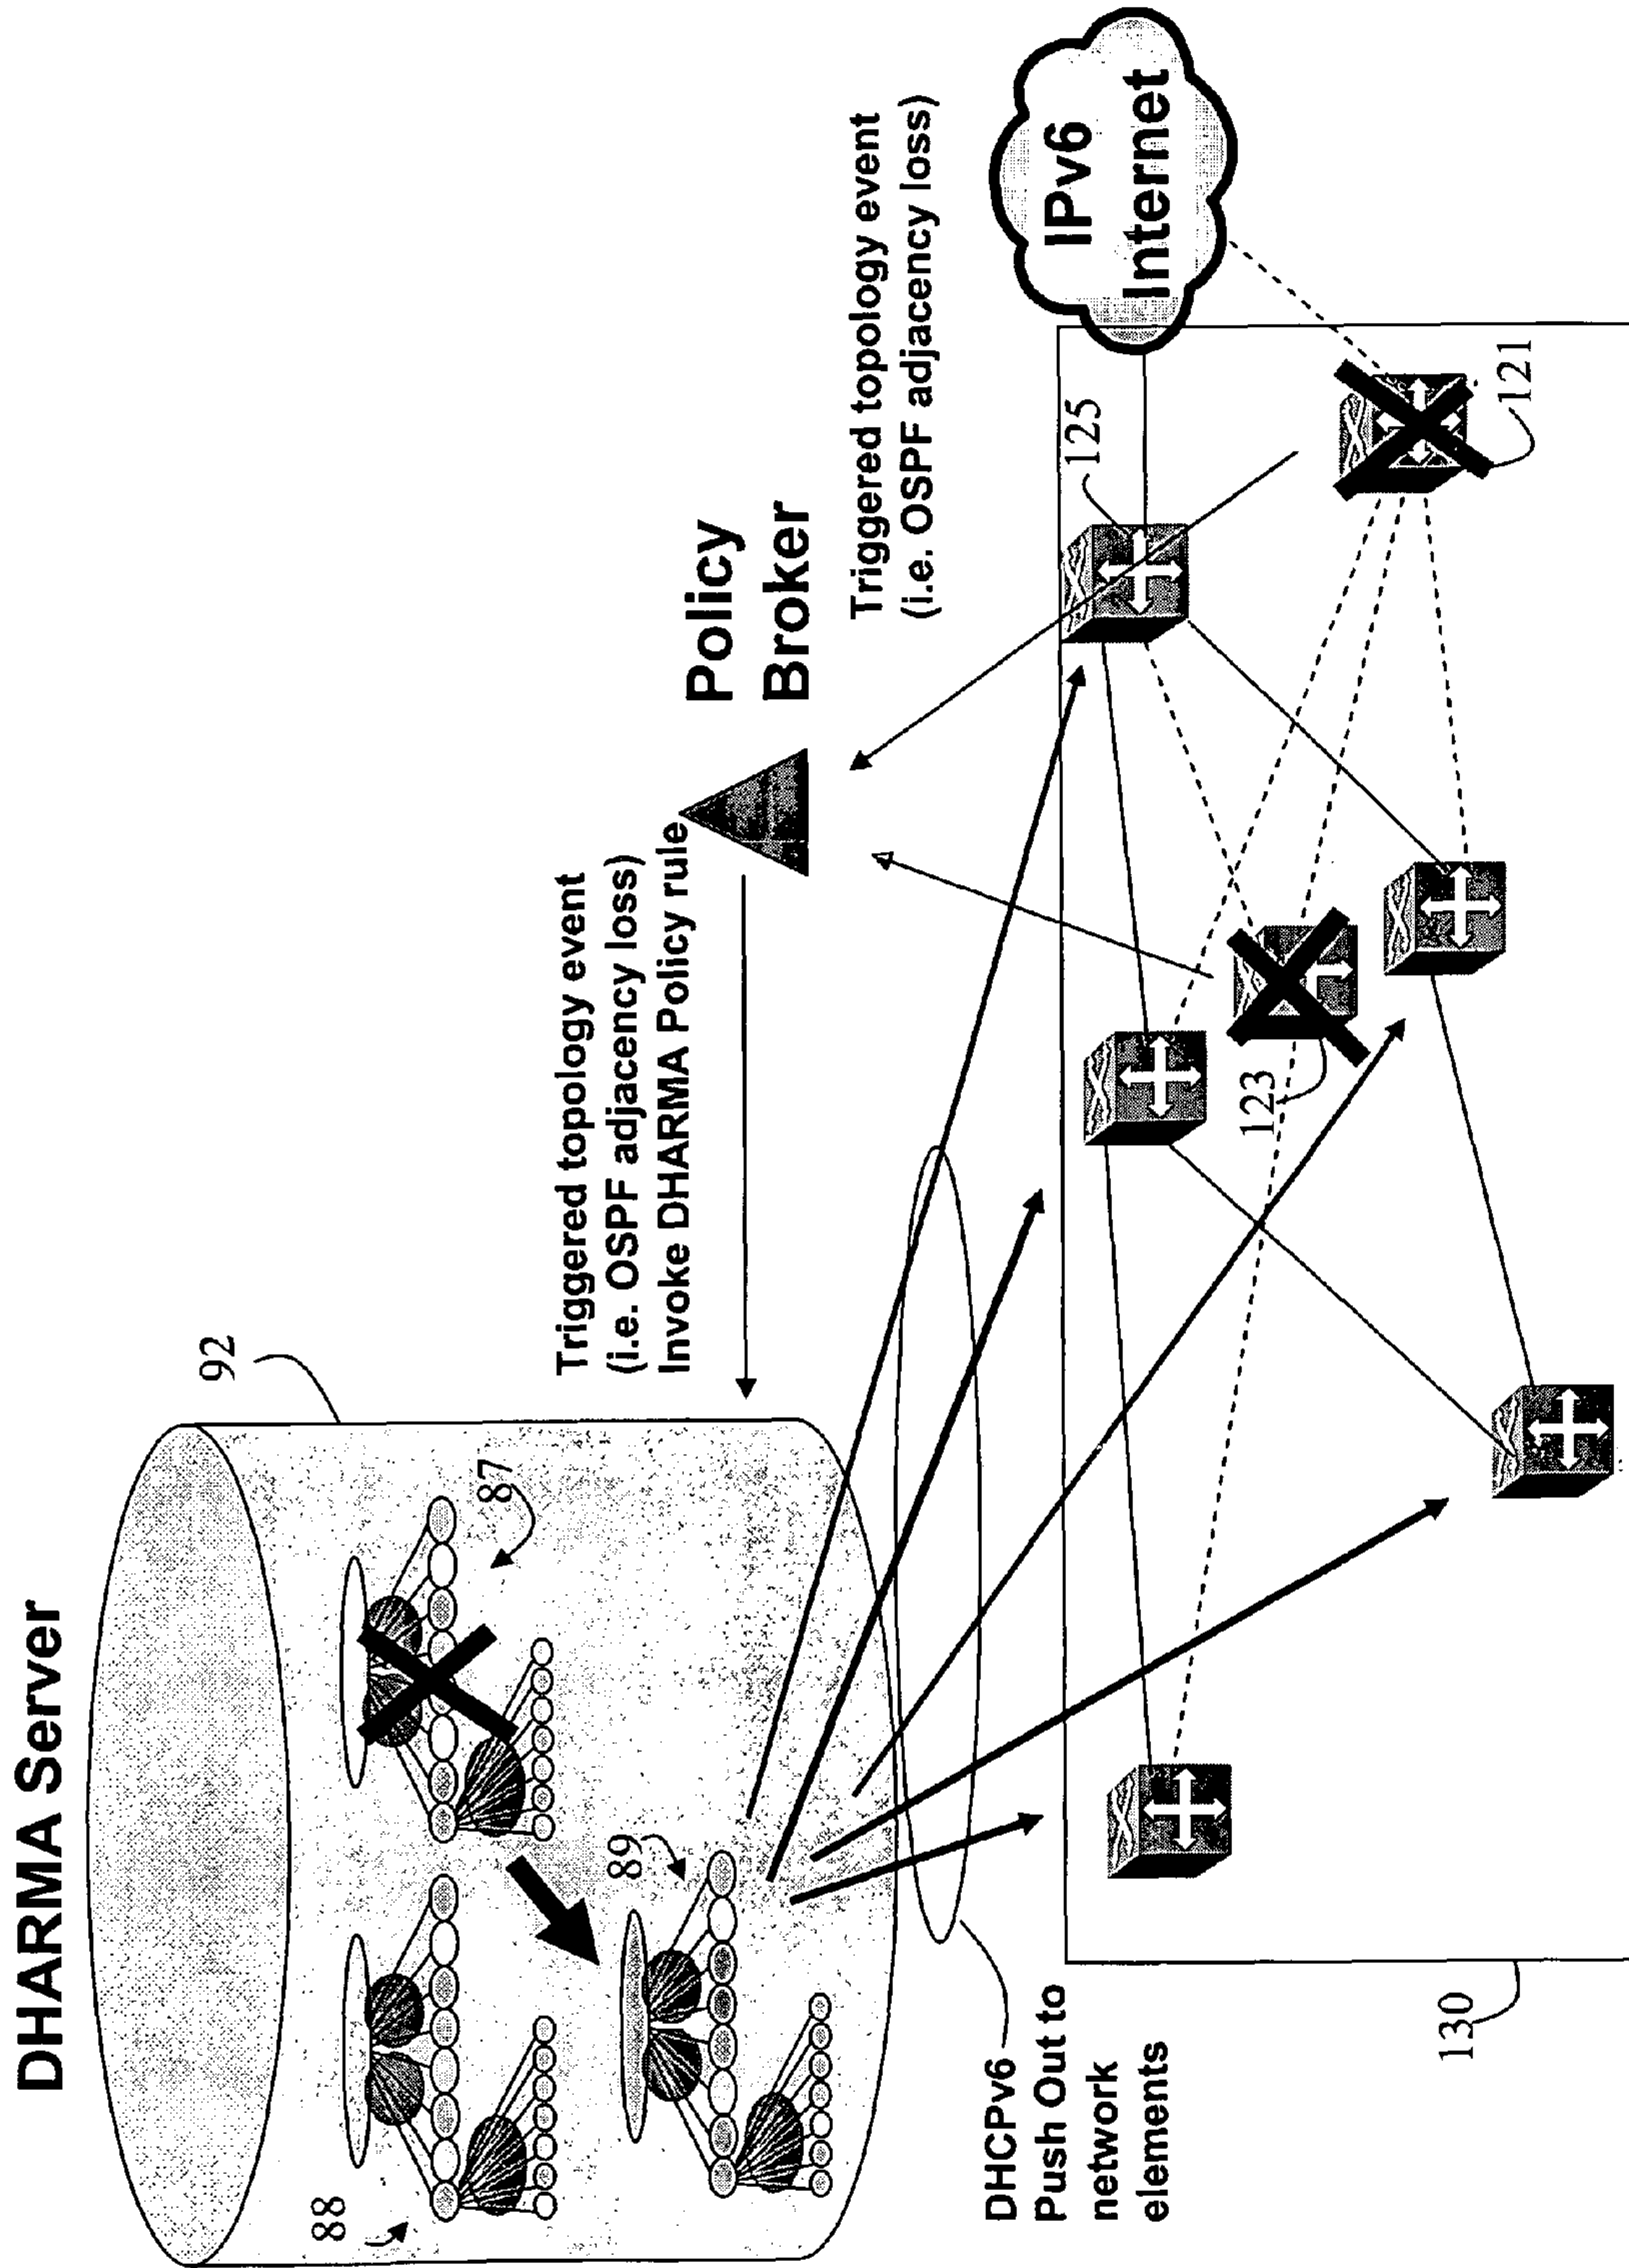 DHARMA Server
92
88
87
89
Triggered topology event
(i.e. OSPF adjacency loss)
Invoke DHARMA Policy rule
Policy
Broker
Triggered topology event
(i.e. OSPF adjacency loss)
DHCPv6
Push Out to
network
elements
IPv6
Internet
125
123
121
130